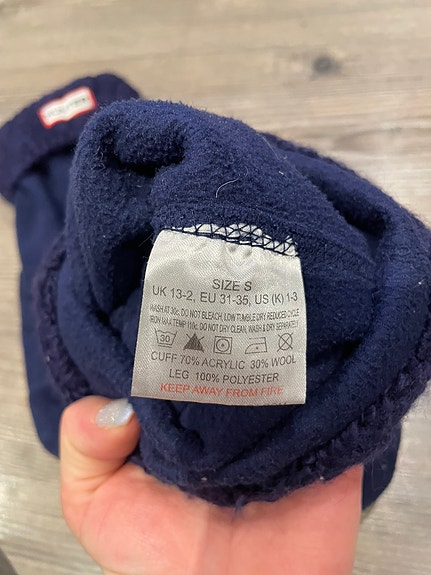 HUNTER
SIZE S
UK 13-2, EU 31-35, US (K) 1-3
WASH AT 30c, DO NOT BLEACH, LOW TUMBLE DRY REDUCED CYCLE
IRON MAX TEMP 110c, DO NOT DRY CLEAN, WASH & DRY SEPARATELY
30
CUFF 70% ACRYLIC 30% WOOL
LEG 100% POLYESTER
KEEP AWAY FROM FIRE